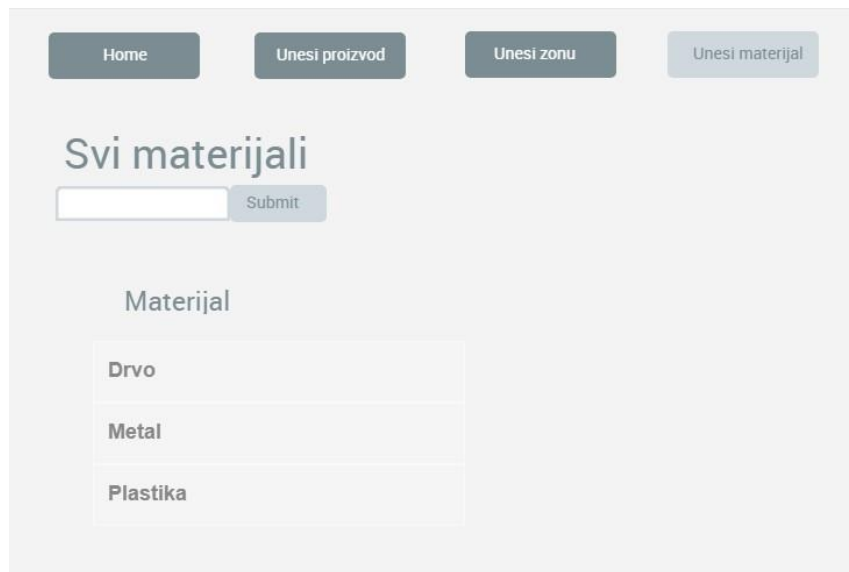 Home Unesi proizvod Unesi zonu Unesi materijal
Svi materijali
Submit
Materijal
Drvo
Metal
Plastika